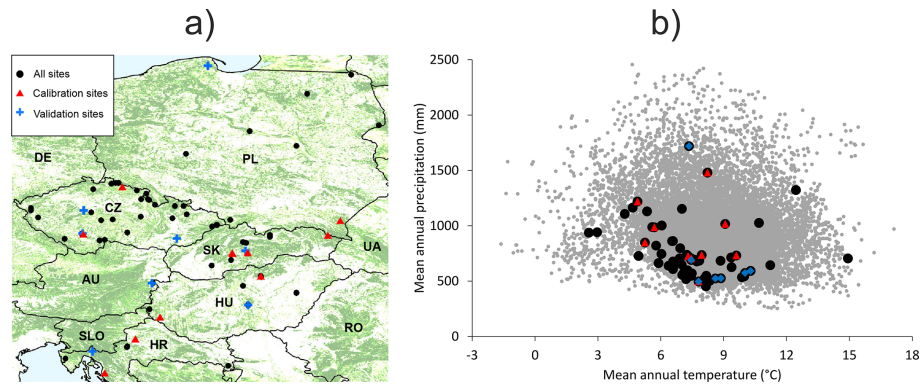 a)
All sites
Calibration sites
Validation sites
DE
PL
CZ
SK
UA
AU
HU
RO
SLO
HR
b)
Mean annual precipitation (mm)
2500
2000
1500
1000
500
0
-3 0 3 6 9 12 15 18
Mean annual temperature (°C)